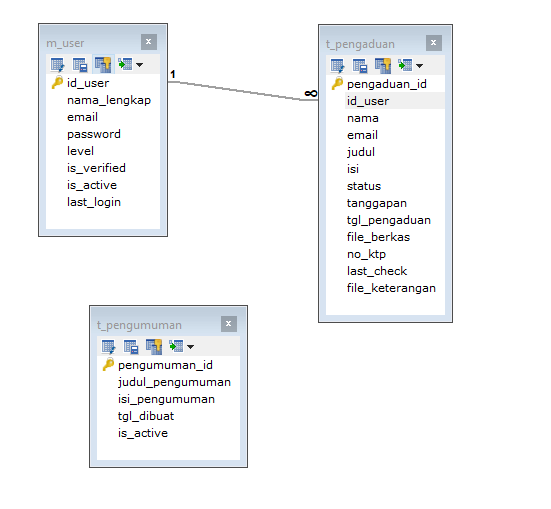 m_user
id_user
nama_lengkap
email
password
level
is_verified
is_active
last_login
1
∞
t_pengaduan
pengaduan_id
id_user
nama
email
judul
isi
status
tanggapan
tgl_pengaduan
file_berkas
no_ktp
last_check
file_keterangan
t_pengumuman
pengumuman_id
judul_pengumuman
isi_pengumuman
tgl_dibuat
is_active